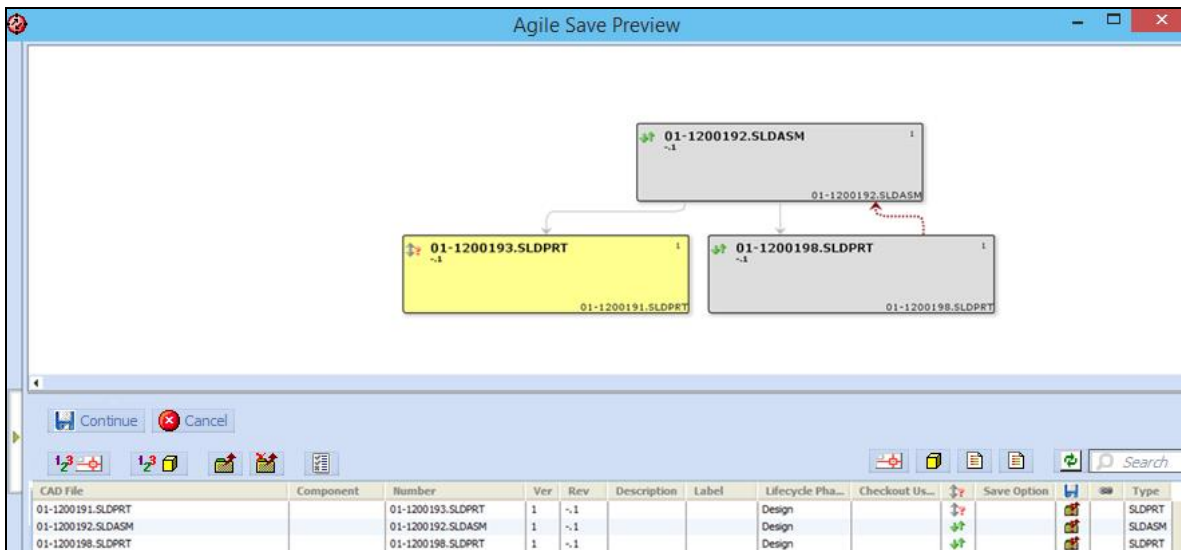 Agile Save Preview
01-1200192.SLDASM 1
-.1
01-1200192.SLDASM
01-1200193.SLDPRT 1
-.1
01-1200191.SLDPRT
01-1200198.SLDPRT 1
-.1
01-1200198.SLDPRT
Continue Cancel
Search
CAD File Component Number Ver Rev Description Label Lifecycle Pha... Checkout Us... Save Option Type
01-1200191.SLDPRT 01-1200193.SLDPRT 1 -.1 Design SLDPRT
01-1200192.SLDASM 01-1200192.SLDASM 1 -.1 Design SLDASM
01-1200198.SLDPRT 01-1200198.SLDPRT 1 -.1 Design SLDPRT